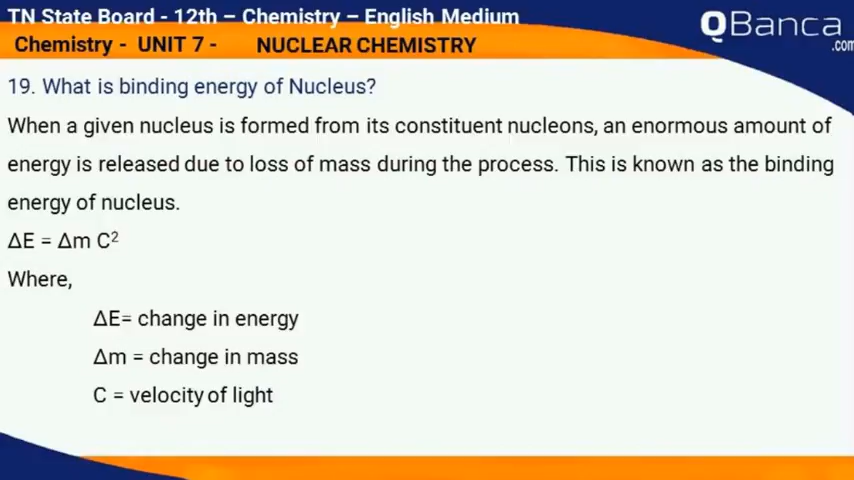 TN State Board - 12th – Chemistry – English Medium
QBanca
.com
Chemistry - UNIT 7 - NUCLEAR CHEMISTRY
19. What is binding energy of Nucleus?
When a given nucleus is formed from its constituent nucleons, an enormous amount of
energy is released due to loss of mass during the process. This is known as the binding
energy of nucleus.
ΔE = Δm C²
Where,
ΔE= change in energy
Δm = change in mass
C = velocity of light